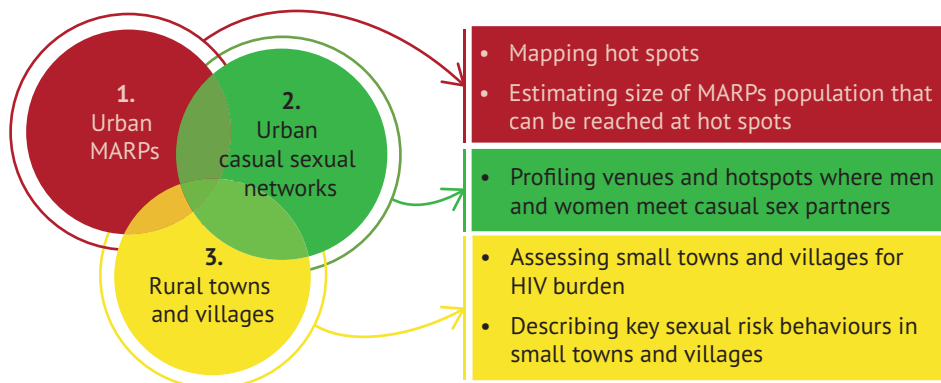 1.
Urban
MARPs
2.
Urban
casual sexual
networks
3.
Rural towns
and villages
• Mapping hot spots
• Estimating size of MARPs population that
can be reached at hot spots
• Profiling venues and hotspots where men
and women meet casual sex partners
• Assessing small towns and villages for
HIV burden
• Describing key sexual risk behaviours in
small towns and villages